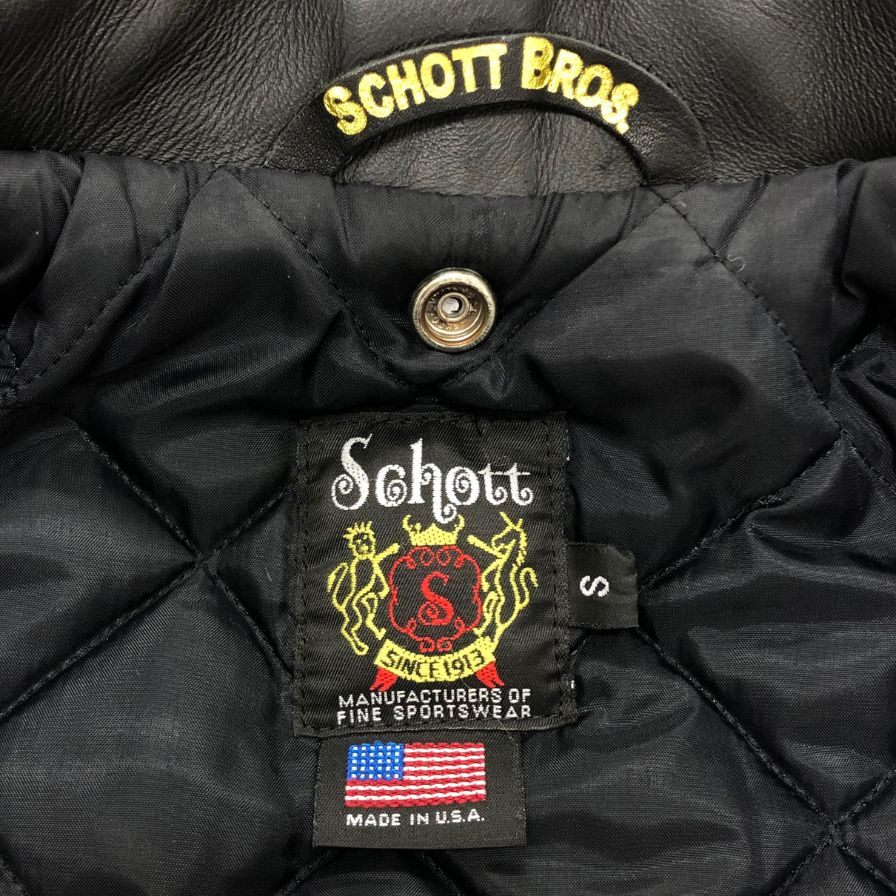 SCHOTT BROS.
Schott
S
S
SINCE 1913
MANUFACTURERS OF
FINE SPORTSWEAR
MADE IN U.S.A.